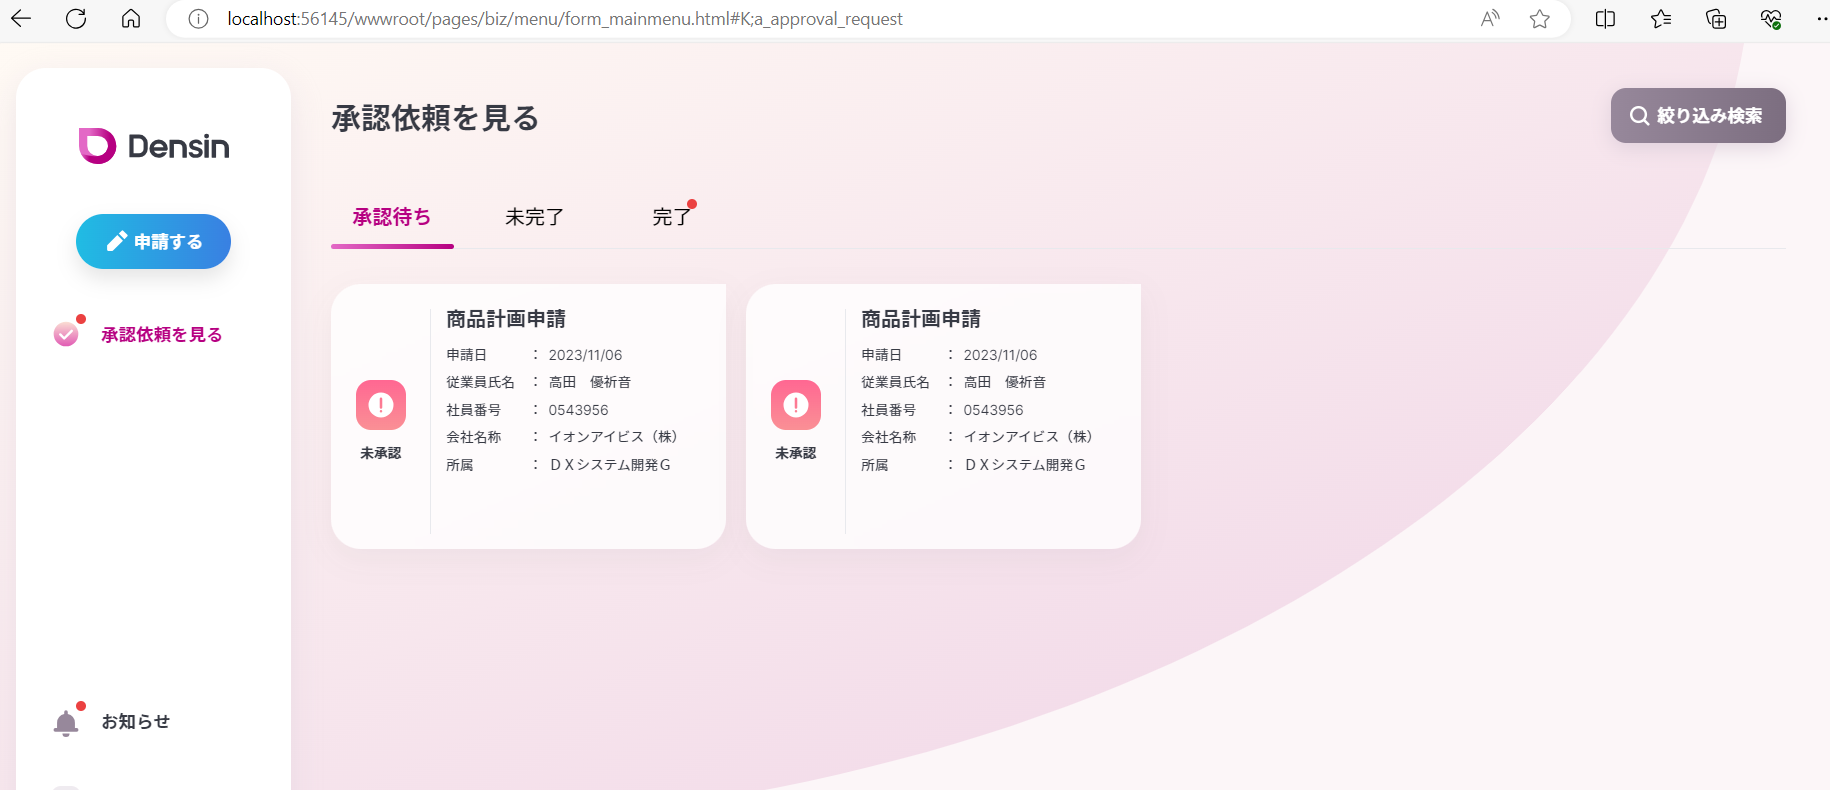 localhost:56145/wwwroot/pages/biz/menu/form_mainmenu.html#K;a_approval_request
Densin
申請する
承認依頼を見る
お知らせ
承認依頼を見る
絞り込み検索
承認待ち 未完了 完了
未承認
商品計画申請
申請日 : 2023/11/06
従業員氏名 : 高田　優祈音
社員番号 : 0543956
会社名称 : イオンアイビス（株）
所属 : ＤＸシステム開発Ｇ
未承認
商品計画申請
申請日 : 2023/11/06
従業員氏名 : 高田　優祈音
社員番号 : 0543956
会社名称 : イオンアイビス（株）
所属 : ＤＸシステム開発Ｇ